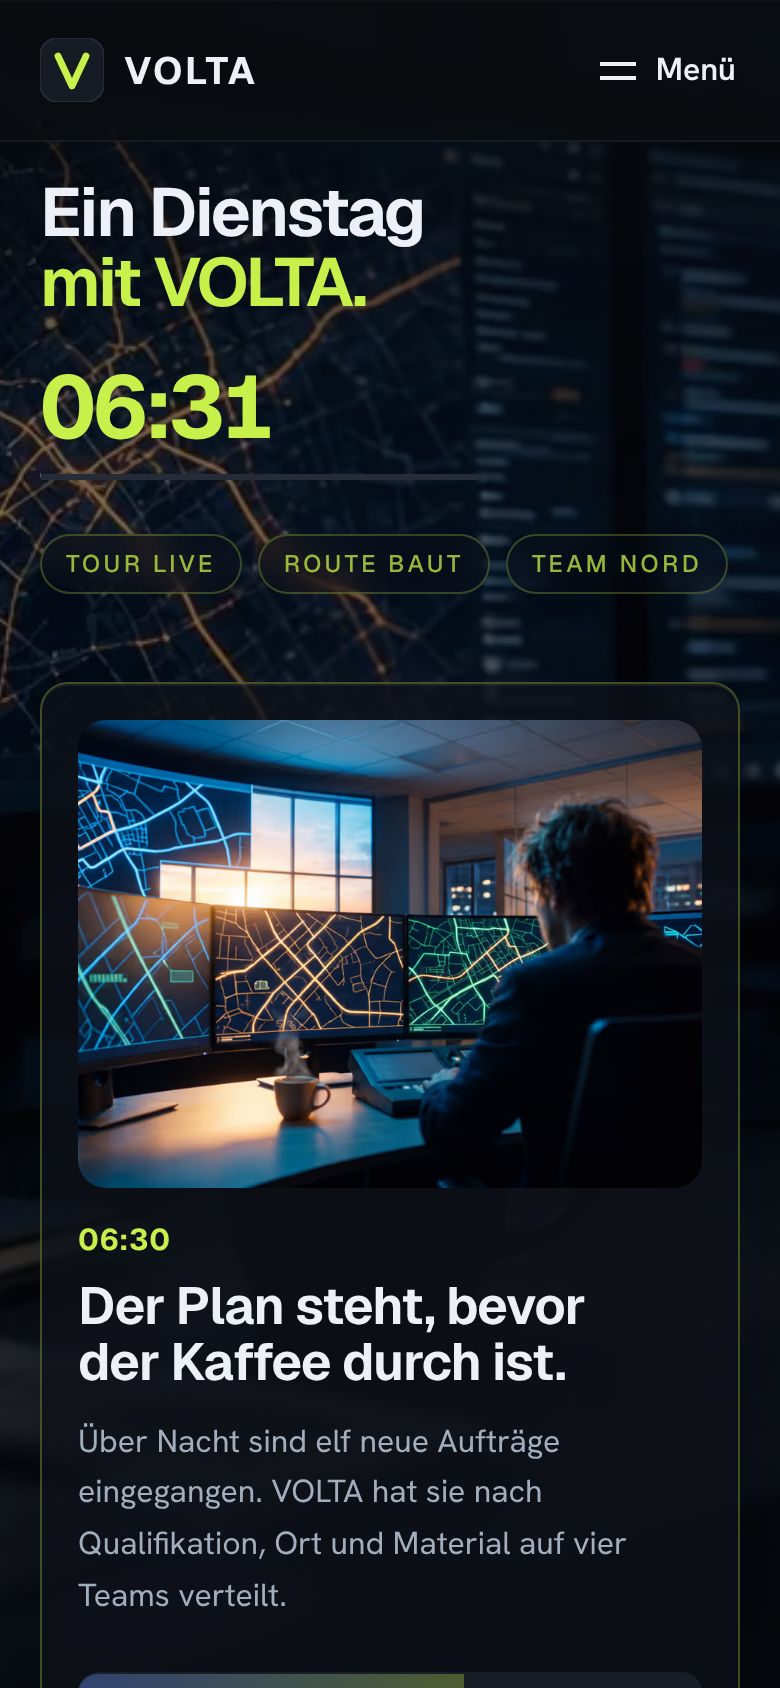 VOLTA
Menü
Ein Dienstag
mit VOLTA.
06:31
TOUR LIVE
ROUTE BAUT
TEAM NORD
06:30
Der Plan steht, bevor
der Kaffee durch ist.
Über Nacht sind elf neue Aufträge
eingegangen. VOLTA hat sie nach
Qualifikation, Ort und Material auf vier
Teams verteilt.